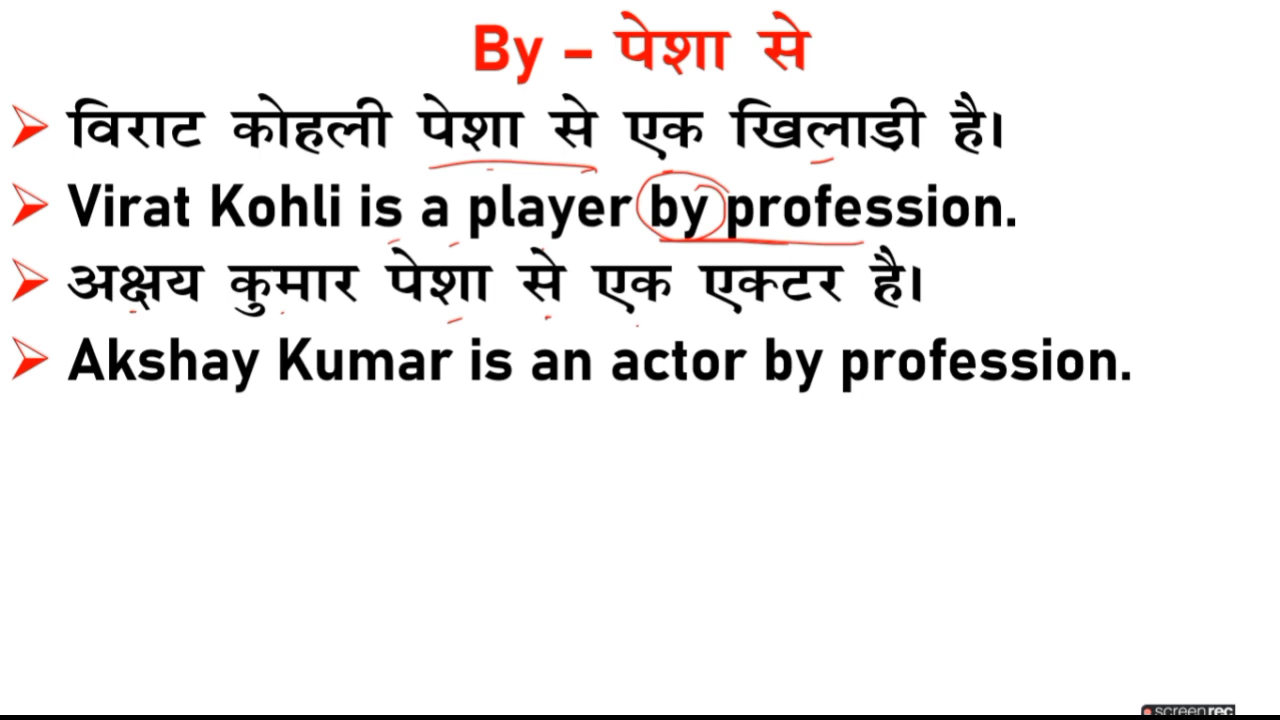 By – पेशा से
➢ विराट कोहली पेशा से एक खिलाड़ी है।
➢ Virat Kohli is a player by profession.
➢ अक्षय कुमार पेशा से एक एक्टर है।
➢ Akshay Kumar is an actor by profession.
screenrec